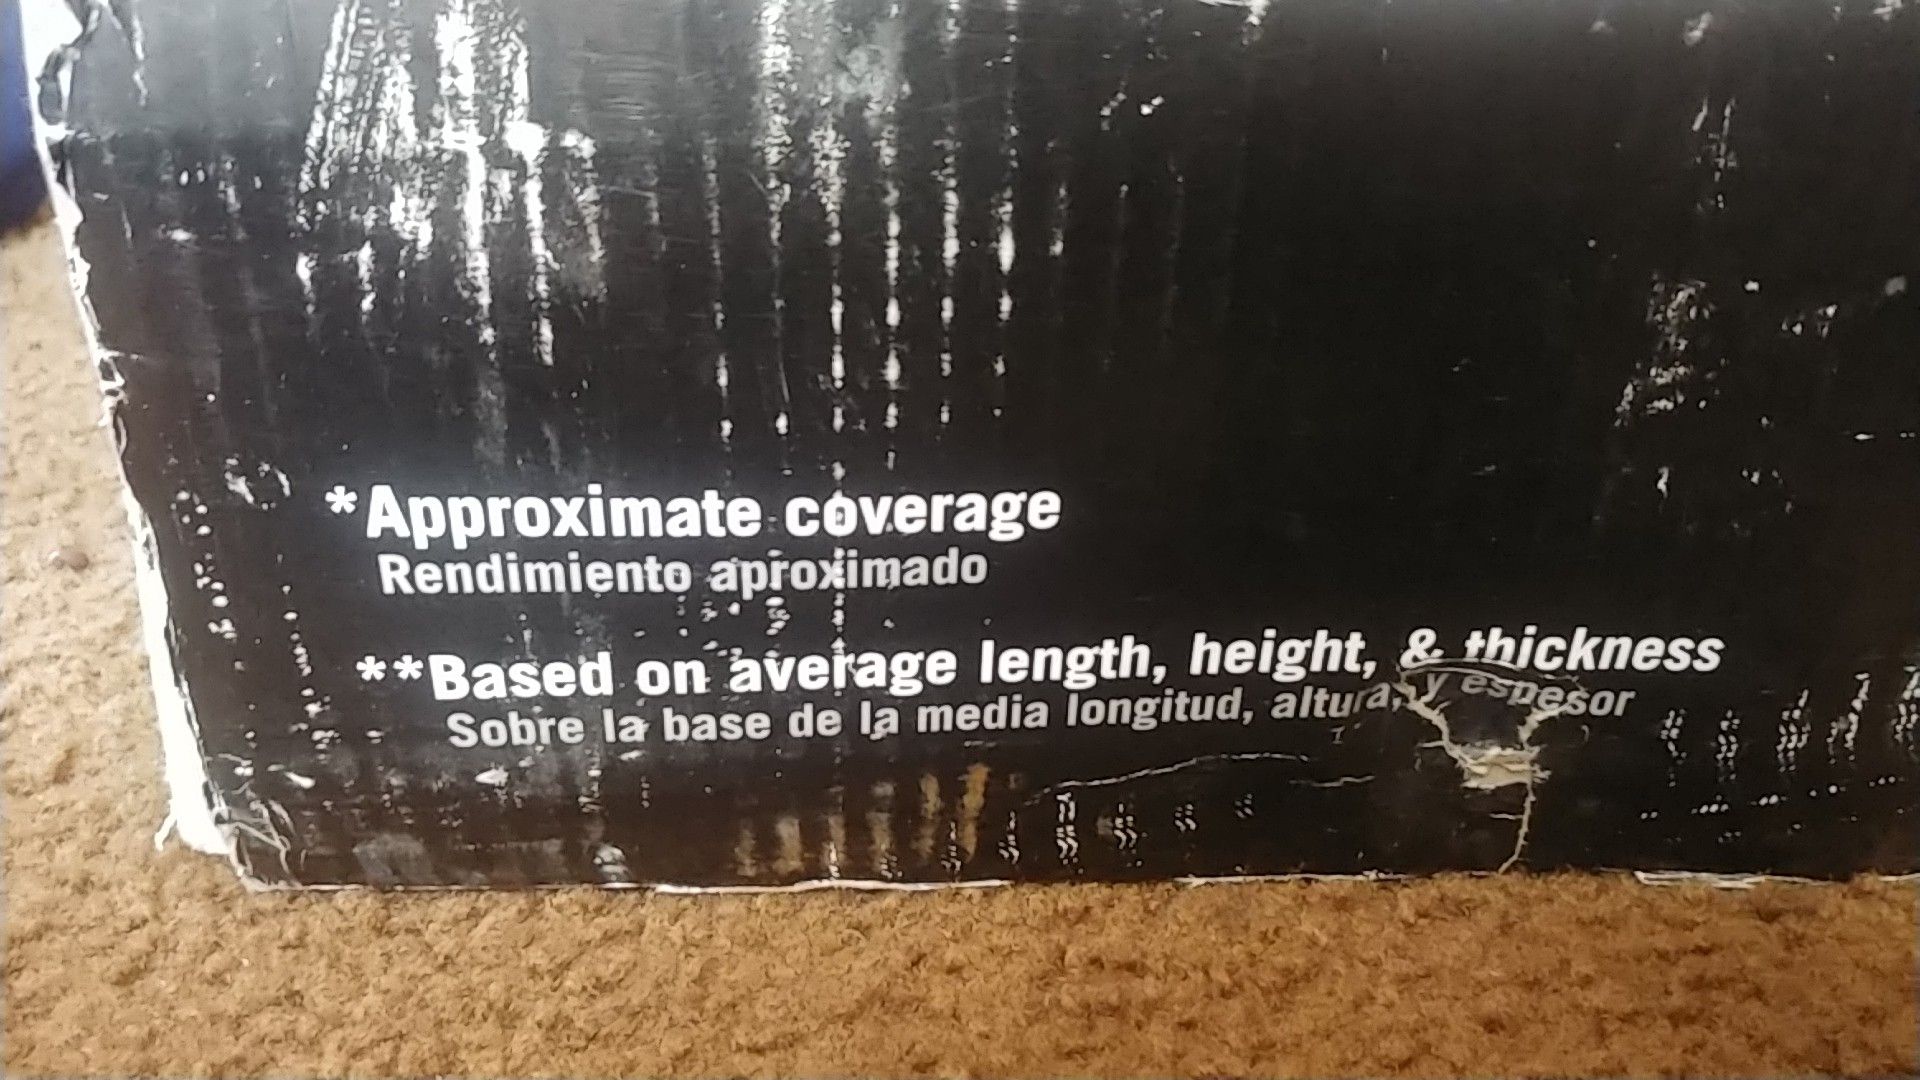 *Approximate coverage
Rendimiento aproximado
**Based on average length, height, & thickness
Sobre la base de la media longitud, altura, y espesor